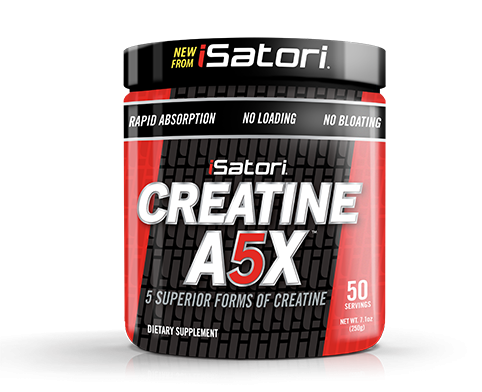 NEW FROM iSatori
RAPID ABSORPTION NO LOADING NO BLOATING
iSatori
CREATINE
A5X™
5 SUPERIOR FORMS OF CREATINE
50
SERVINGS
NET WT. 7.1oz
(250g)
DIETARY SUPPLEMENT